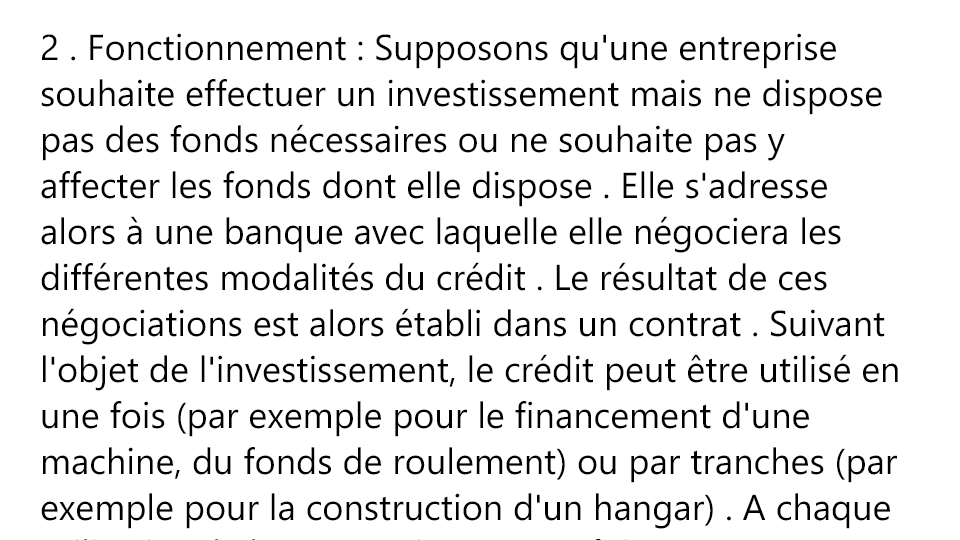 2 . Fonctionnement : Supposons qu'une entreprise
souhaite effectuer un investissement mais ne dispose
pas des fonds nécessaires ou ne souhaite pas y
affecter les fonds dont elle dispose . Elle s'adresse
alors à une banque avec laquelle elle négociera les
différentes modalités du crédit . Le résultat de ces
négociations est alors établi dans un contrat . Suivant
l'objet de l'investissement, le crédit peut être utilisé en
une fois (par exemple pour le financement d'une
machine, du fonds de roulement) ou par tranches (par
exemple pour la construction d'un hangar) . A chaque